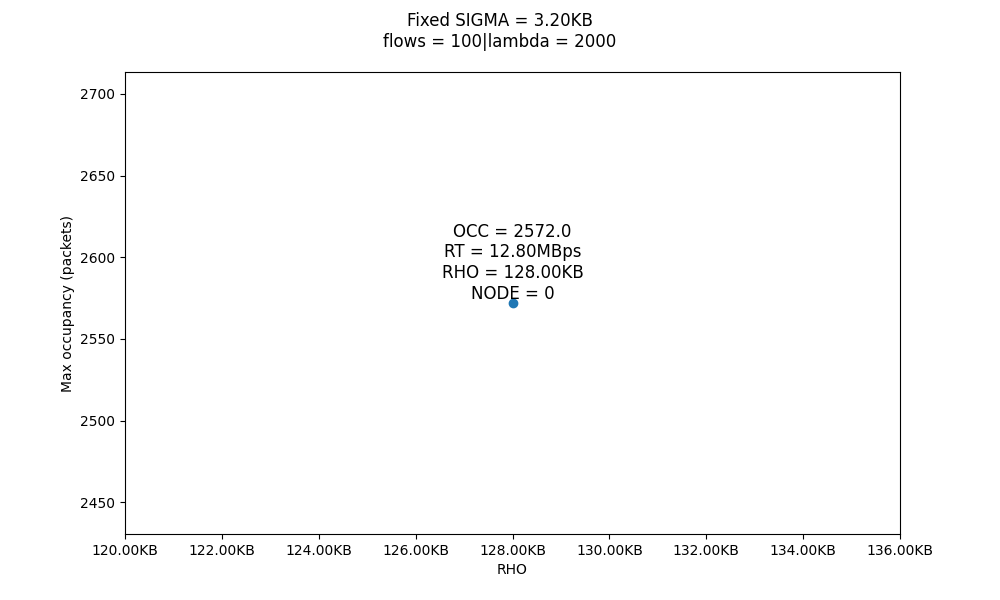 Fixed SIGMA = 3.20KB
flows = 100|lambda = 2000
2700
2650
2600
2550
2500
2450
Max occupancy (packets)
OCC = 2572.0
RT = 12.80MBps
RHO = 128.00KB
NODE = 0
120.00KB 122.00KB 124.00KB 126.00KB 128.00KB 130.00KB 132.00KB 134.00KB 136.00KB
RHO